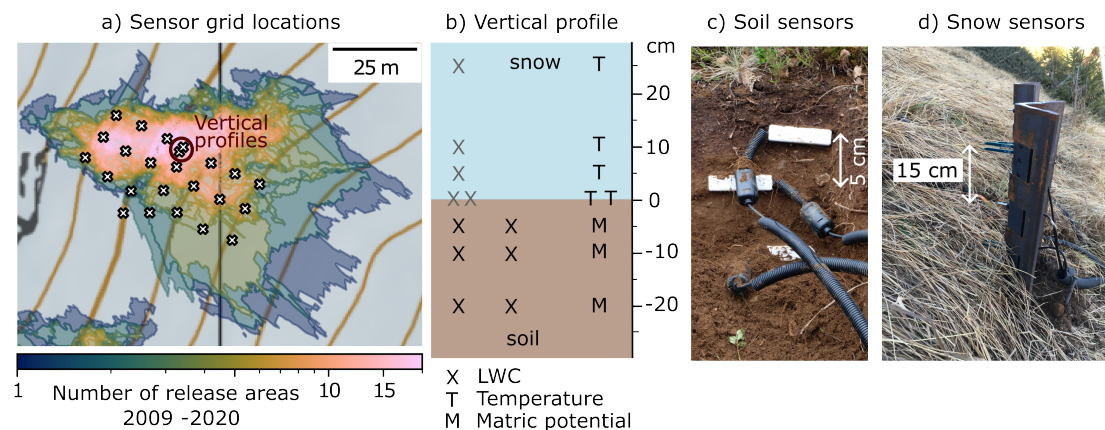 a) Sensor grid locations
25 m
Vertical
profiles
1
10
15
Number of release areas
2009 -2020
b) Vertical profile
cm
X
snow
T
20
X
T
10
X
T
X X
T T
0
X
X
M
X
X
M
-10
X
X
M
-20
soil
X LWC
T Temperature
M Matric potential
c) Soil sensors
5 cm
d) Snow sensors
15 cm